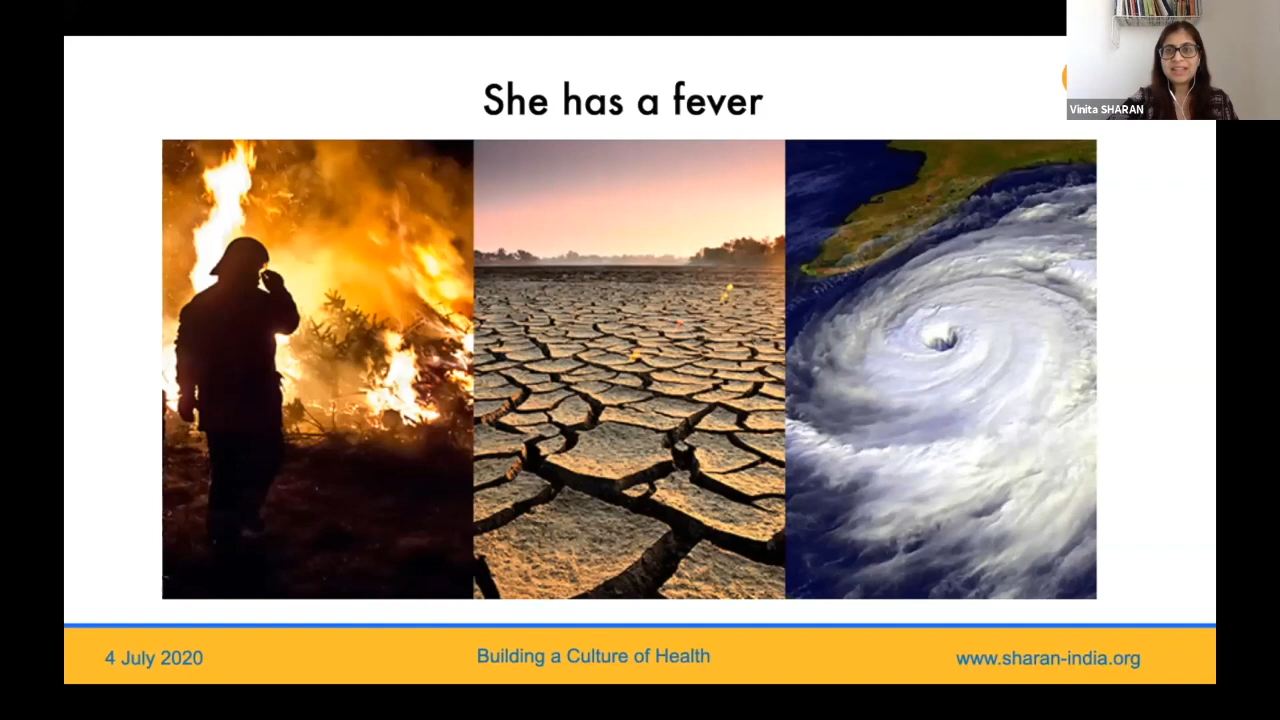 She has a fever
Vinita SHARAN
4 July 2020
Building a Culture of Health
www.sharan-india.org